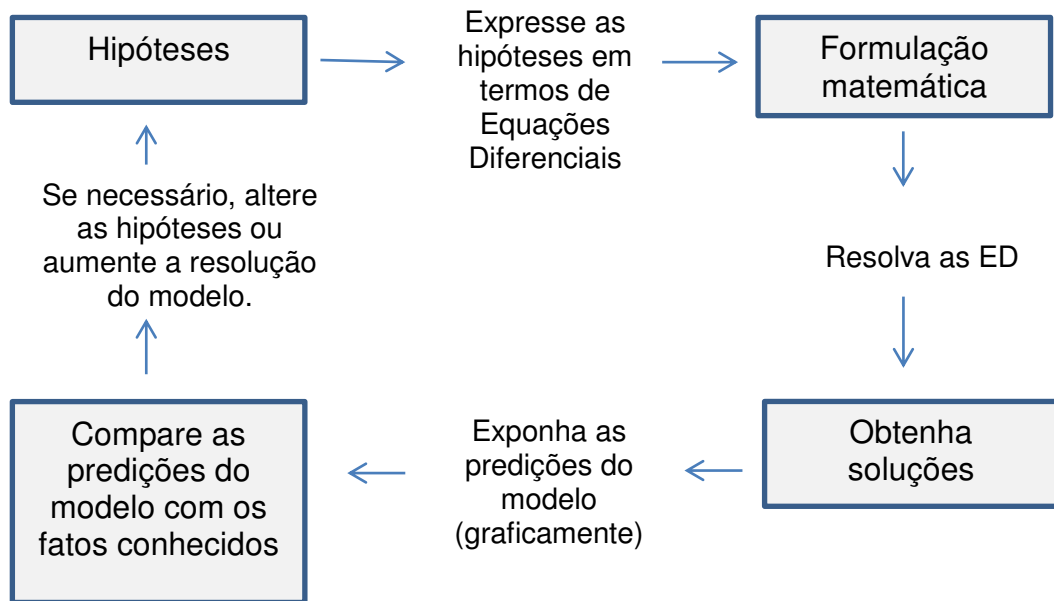 Hipóteses
Expresse as
hipóteses em
termos de
Equações
Diferenciais
Formulação
matemática
Resolva as ED
Obtenha
soluções
Exponha as
predições do
modelo
(graficamente)
Compare as
predições do
modelo com os
fatos conhecidos
Se necessário, altere
as hipóteses ou
aumente a resolução
do modelo.